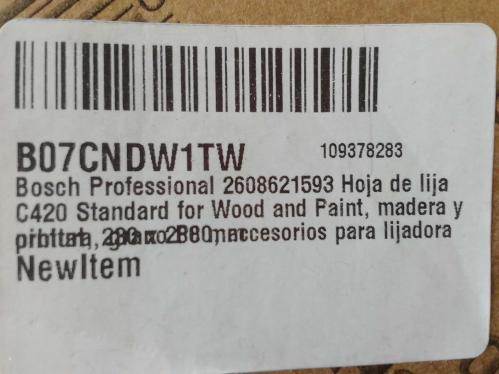 B07CNDW1TW
109378283
Bosch Professional 2608621593 Hoja de lija
C420 Standard for Wood and Paint, madera y
accesorios para lijadora
NewItem